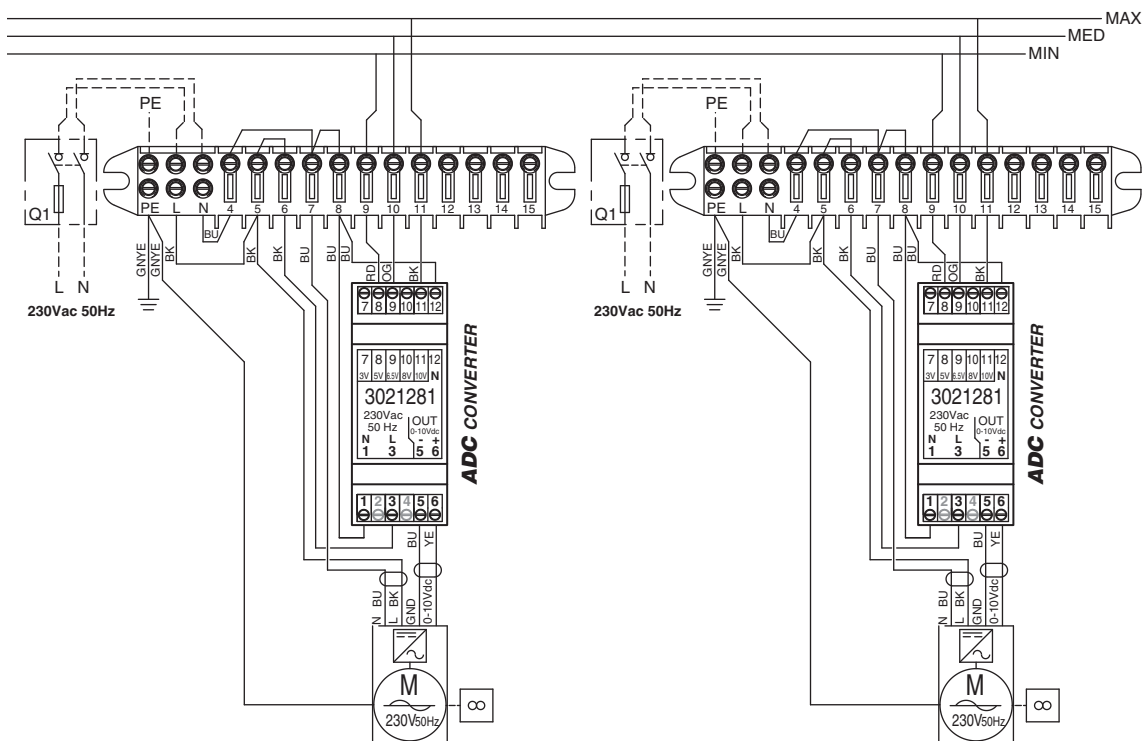 MAX
MED
MIN
PE
PE
Q1
PE L N 4 5 6 7 8 9 10 11 12 13 14 15
Q1
PE L N 4 5 6 7 8 9 10 11 12 13 14 15
GNYE
GNYE
BK
BU
BK
BK
BU
BU
BU
RD
OG
BK
GNYE
GNYE
BK
BU
BK
BK
BU
BU
BU
RD
OG
BK
L N
230Vac 50Hz
L N
230Vac 50Hz
7 8 9 10 11 12
7 8 9 10 11 12
3V 5V 6.5V 8V 10V N
3021281
230Vac
50 Hz
OUT
0-10Vdc
N L - +
1 3 5 6
1 2 3 4 5 6
ADC CONVERTER
7 8 9 10 11 12
7 8 9 10 11 12
3V 5V 6.5V 8V 10V N
3021281
230Vac
50 Hz
OUT
0-10Vdc
N L - +
1 3 5 6
1 2 3 4 5 6
ADC CONVERTER
BU
YE
N BU
L BK
GND
0-10Vdc
M
230V50Hz
8
BU
YE
N BU
L BK
GND
0-10Vdc
M
230V50Hz
8